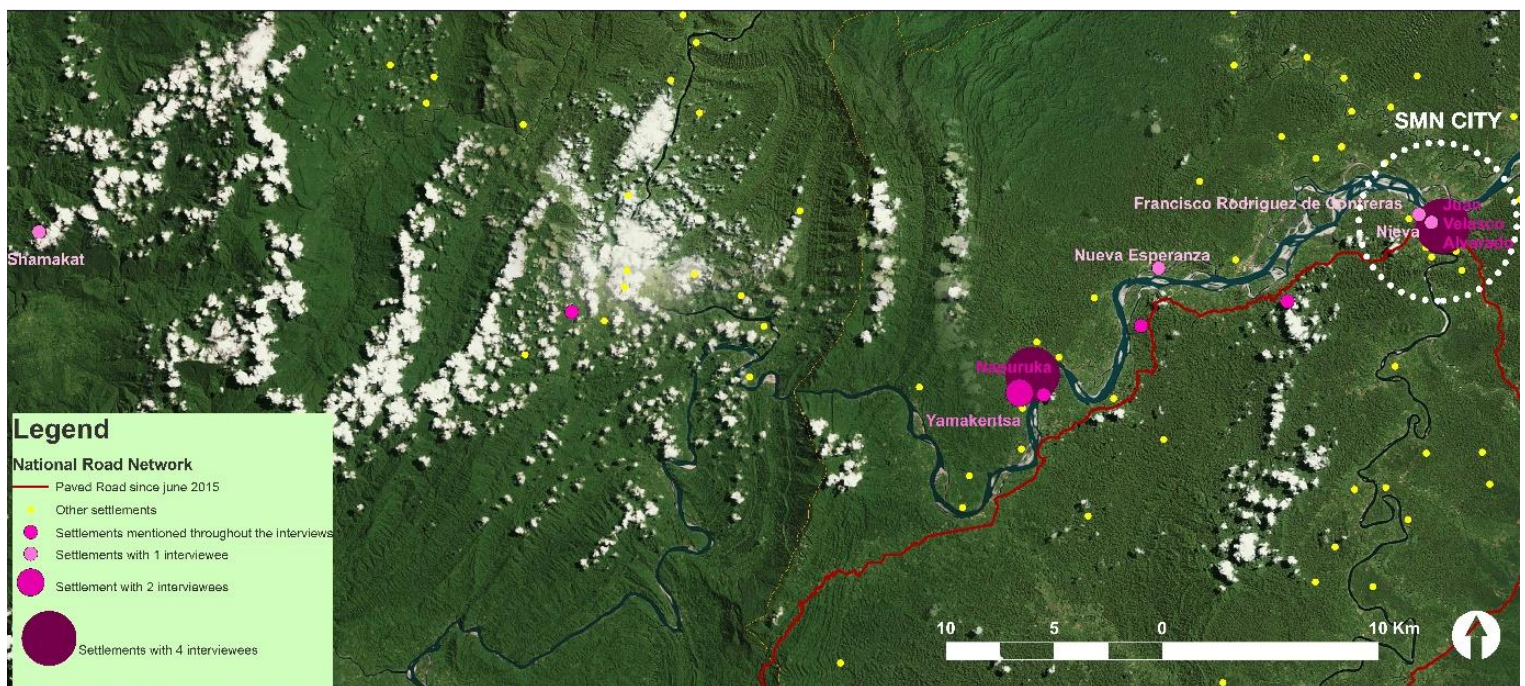 SMN CITY
Francisco Rodriguez de Contreras
Juan
Velasco
Alvarado
Nieva
Nueva Esperanza
Shamakat
Napuruka
Yamakentsa
Legend
National Road Network
Paved Road since june 2015
Other settlements
Settlements mentioned throughout the interviews
Settlements with 1 interviewee
Settlement with 2 interviewees
Settlements with 4 interviewees
10 5 0 10 Km